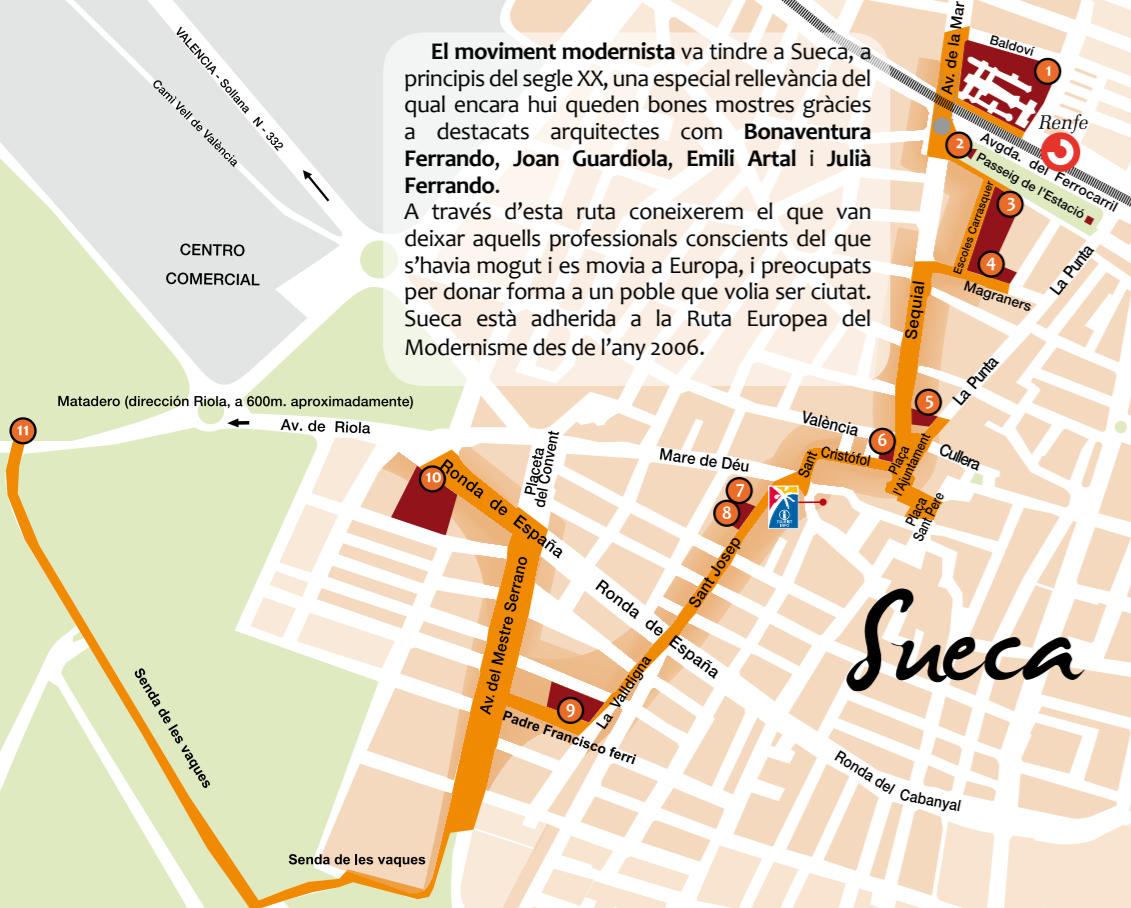 El moviment modernista va tindre a Sueca, a
principis del segle XX, una especial rellevància del
qual encara hui queden bones mostres gràcies
a destacats arquitectes com Bonaventura
Ferrando, Joan Guardiola, Emili Artal i Julià
Ferrando.
A través d’esta ruta coneixerem el que van
deixar aquells professionals conscients del que
s’havia mogut i es movia a Europa, i preocupats
per donar forma a un poble que volia ser ciutat.
Sueca està adherida a la Ruta Europea del
Modernisme des de l’any 2006.
VALENCIA - Sollana N - 332
Camí Vell de València
CENTRO
COMERCIAL
Av. de la Mar
Baldoví
1
Renfe
2
Avgda. del Ferrocarril
Passeig de l'Estació
3
Escoles Carrasquer
4
Magraners
La Punta
Sequial
La Punta
5
València
6
Cullera
Sant Cristófol
Plaça
l'Ajuntament
Plaça
Sant Pere
Mare de Déu
7
8
TOURIST
INFO
Sant Josep
Matadero (dirección Riola, a 600m. aproximadamente)
11
Av. de Riola
Placeta
del Convent
10
Ronda de España
Ronda de España
Av. del Mestre Serrano
9
La Valldigna
Padre Francisco ferri
Sueca
Ronda del Cabanyal
Senda de les vaques
Senda de les vaques